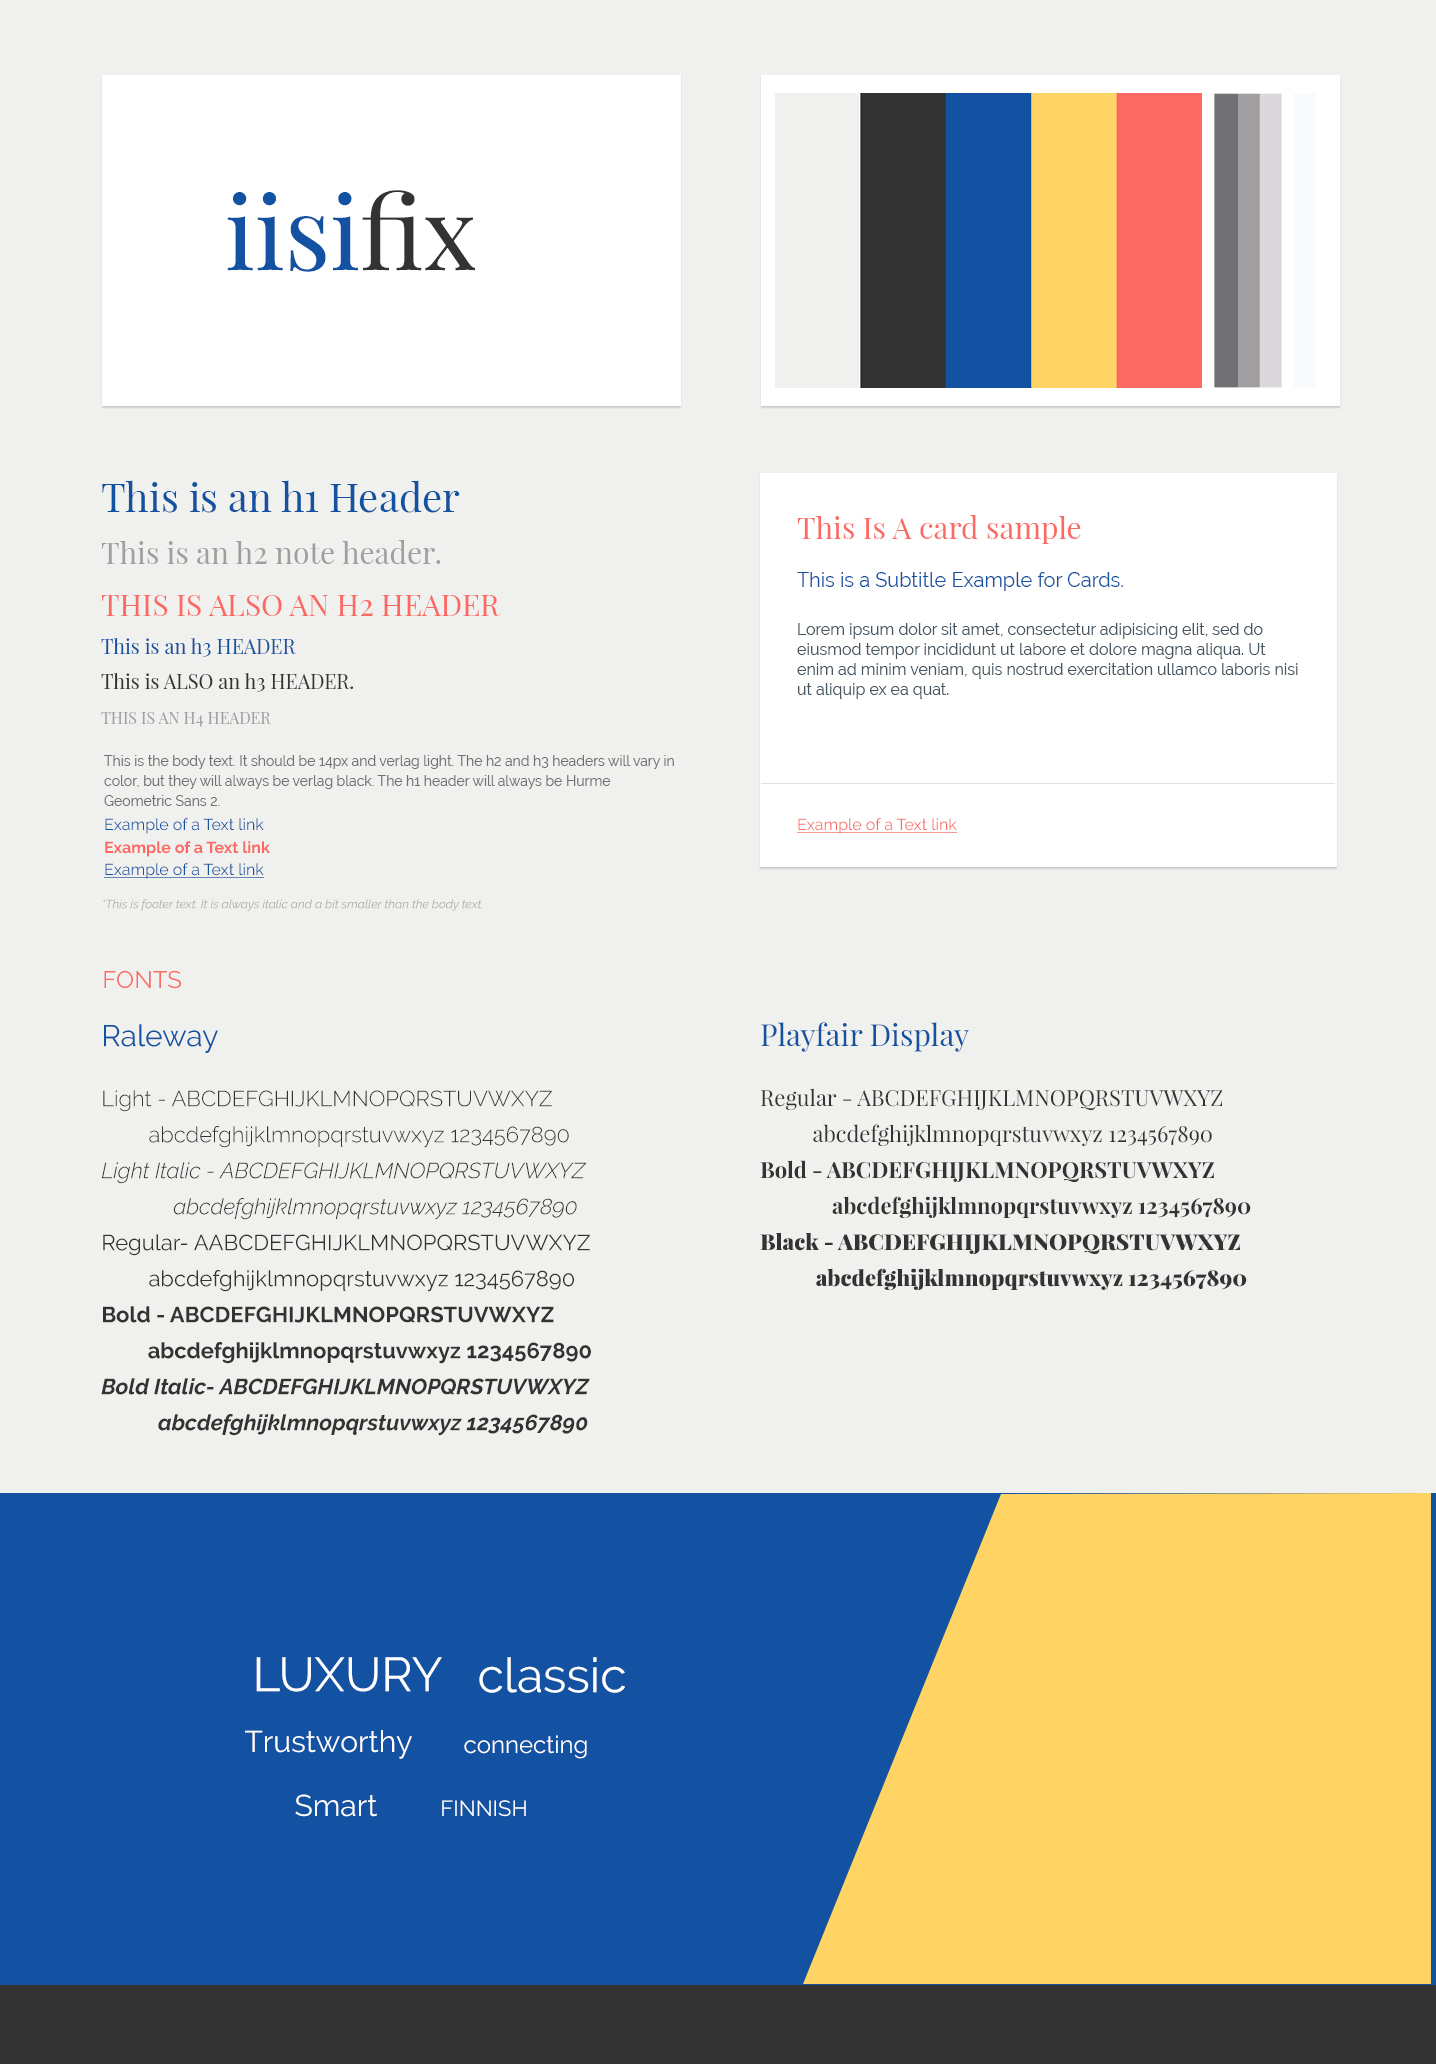 iisifix
This is an h1 Header
This is an h2 note header.
THIS IS ALSO AN H2 HEADER
This is an h3 HEADER
This is ALSO an h3 HEADER.
THIS IS AN H4 HEADER
This is the body text. It should be 14px and verlag light. The h2 and h3 headers will vary in
color, but they will always be verlag black. The h1 header will always be Hurme
Geometric Sans 2.
Example of a Text link
Example of a Text link
Example of a Text link
*This is footer text, It is always italic and a bit smaller than the body text.
This Is A card sample
This is a Subtitle Example for Cards.
Lorem ipsum dolor sit amet, consectetur adipisicing elit, sed do
eiusmod tempor incididunt ut labore et dolore magna aliqua. Ut
enim ad minim veniam, quis nostrud exercitation ullamco laboris nisi
ut aliquip ex ea quat.
Example of a Text link
FONTS
Raleway
Light - ABCDEFGHIJKLMNOPQRSTUVWXYZ
abcdefghijklmnopqrstuvwxyz 1234567890
Light Italic - ABCDEFGHIJKLMNOPQRSTUVWXYZ
abcdefghijklmnopqrstuvwxyz 1234567890
Regular- AABCDEFGHIJKLMNOPQRSTUVWXYZ
abcdefghijklmnopqrstuvwxyz 1234567890
Bold - ABCDEFGHIJKLMNOPQRSTUVWXYZ
abcdefghijklmnopqrstuvwxyz 1234567890
Bold Italic- ABCDEFGHIJKLMNOPQRSTUVWXYZ
abcdefghijklmnopqrstuvwxyz 1234567890
Playfair Display
Regular - ABCDEFGHIJKLMNOPQRSTUVWXYZ
abcdefghijklmnopqrstuvwxyz 1234567890
Bold - ABCDEFGHIJKLMNOPQRSTUVWXYZ
abcdefghijklmnopqrstuvwxyz 1234567890
Black - ABCDEFGHIJKLMNOPQRSTUVWXYZ
abcdefghijklmnopqrstuvwxyz 1234567890
LUXURY classic
Trustworthy connecting
Smart FINNISH